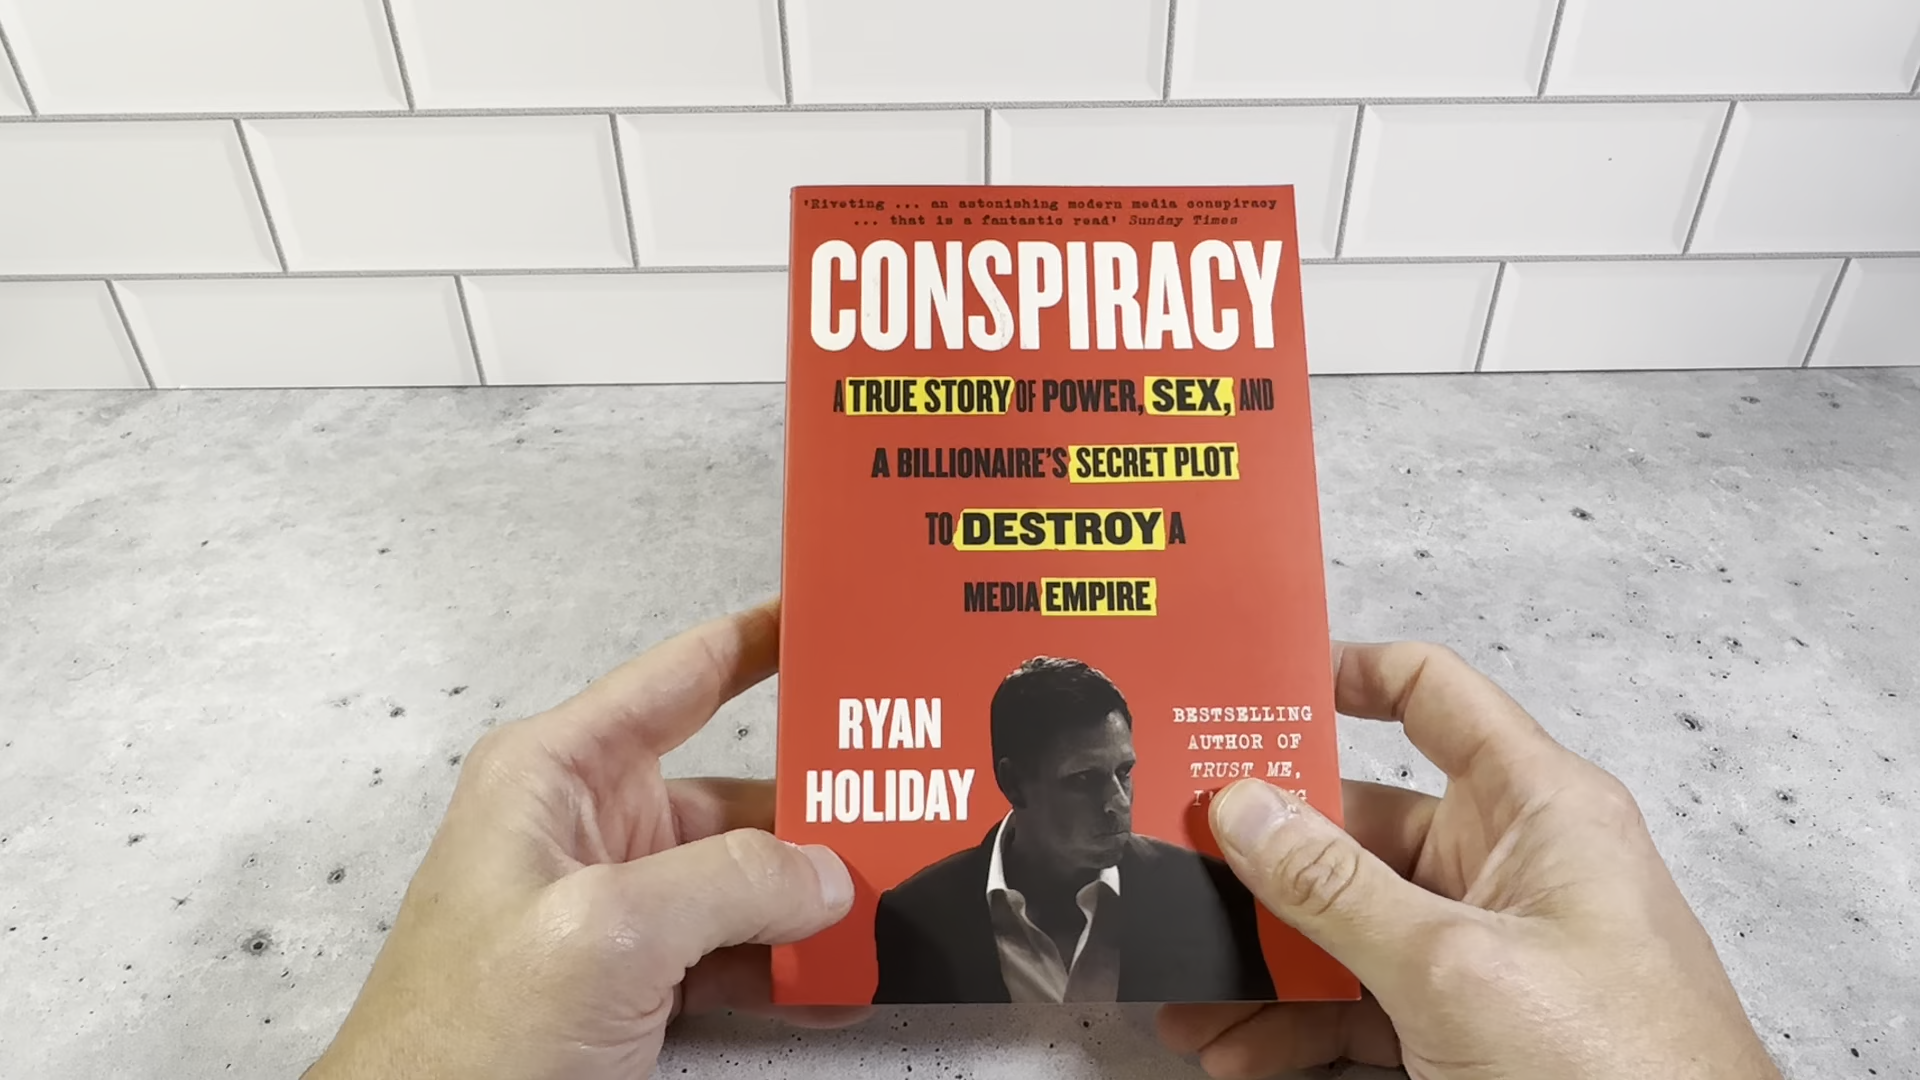 'Riveting ... an astonishing modern media conspiracy
... that is a fantastic read' Sunday Times
CONSPIRACY
A TRUE STORY OF POWER, SEX, AND
A BILLIONAIRE'S SECRET PLOT
TO DESTROY A
MEDIA EMPIRE
RYAN
HOLIDAY
BESTSELLING
AUTHOR OF
TRUST ME,